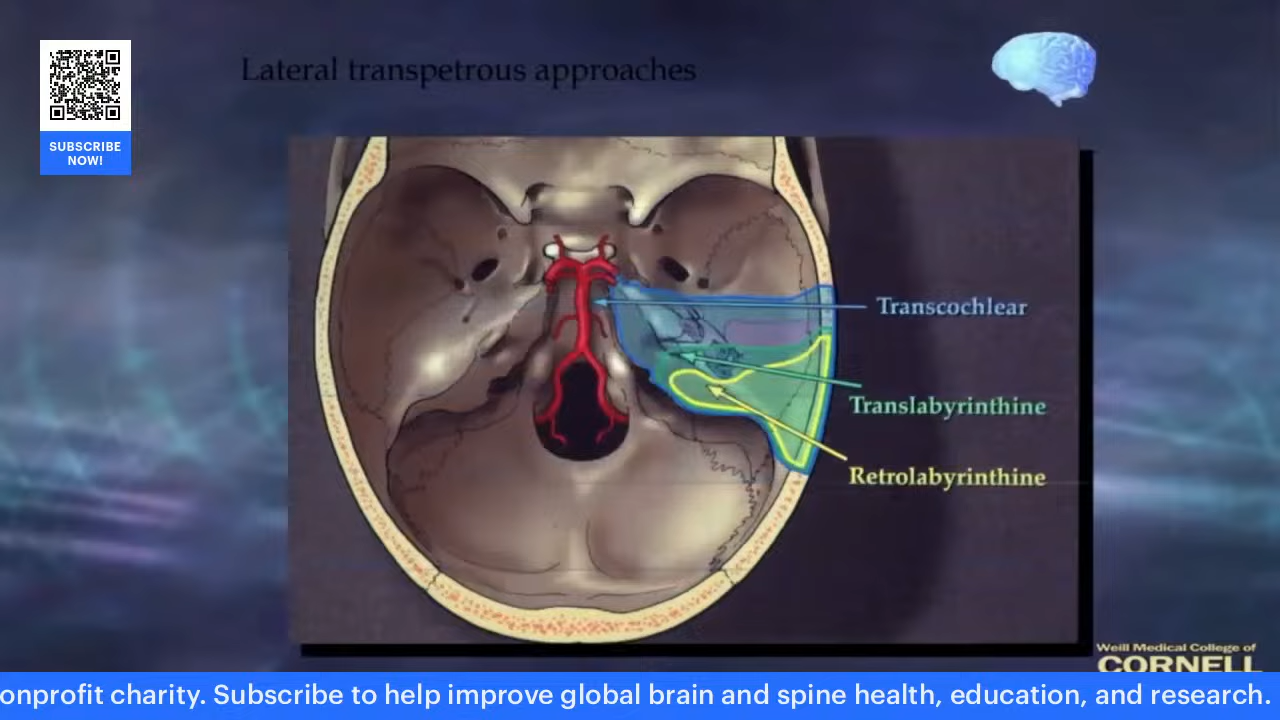 Lateral transpetrous approaches
SUBSCRIBE
NOW!
Transcochlear
Translabyrinthine
Retrolabyrinthine
Weill Medical College of
CORNELL
onprofit charity. Subscribe to help improve global brain and spine health, education, and research.